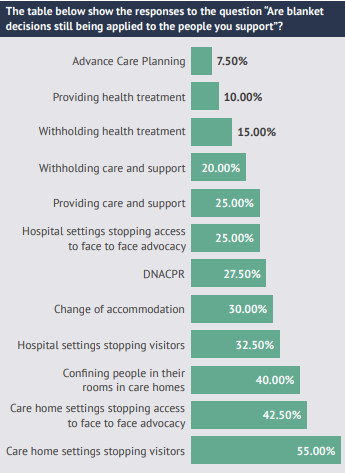 The table below show the responses to the question “Are blanket
decisions still being applied to the people you support”?
Advance Care Planning 7.50%
Providing health treatment 10.00%
Withholding health treatment 15.00%
Withholding care and support 20.00%
Providing care and support 25.00%
Hospital settings stopping access
to face to face advocacy 25.00%
DNACPR 27.50%
Change of accommodation 30.00%
Hospital settings stopping visitors 32.50%
Confining people in their
rooms in care homes 40.00%
Care home settings stopping access
to face to face advocacy 42.50%
Care home settings stopping visitors 55.00%